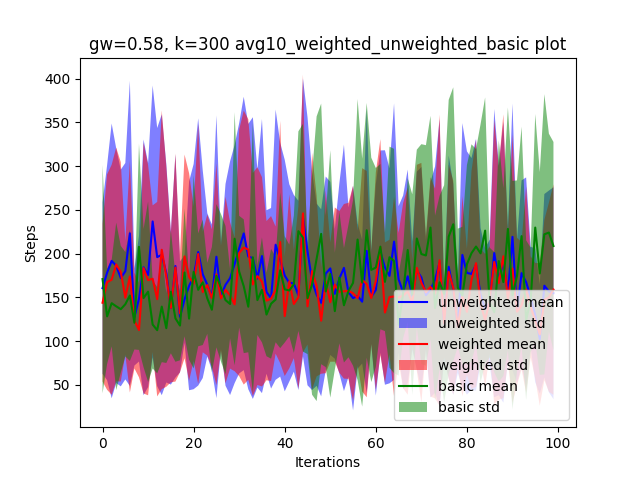 gw=0.58, k=300 avg10_weighted_unweighted_basic plot
Steps
400
350
300
250
200
150
100
50
0
20
40
60
80
100
Iterations
unweighted mean
unweighted std
weighted mean
weighted std
basic mean
basic std